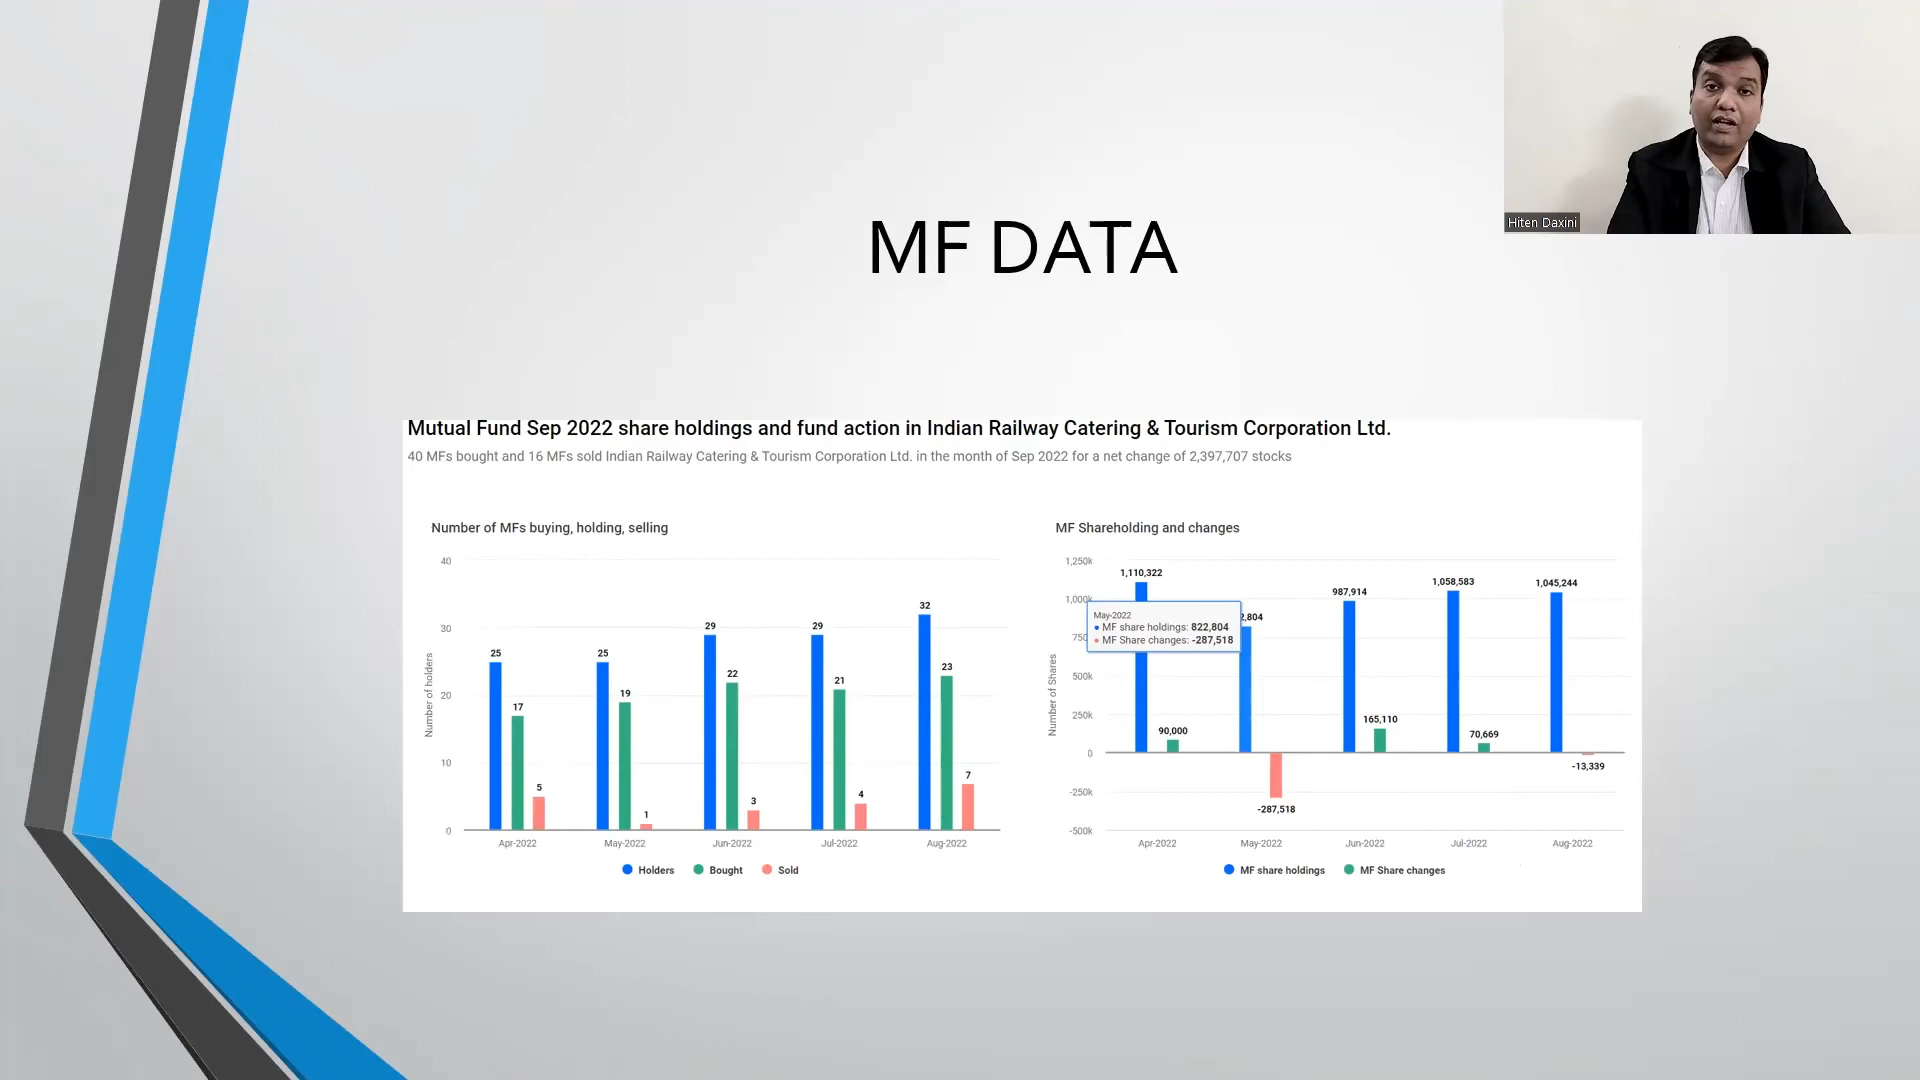 Hiten Daxini
MF DATA
Mutual Fund Sep 2022 share holdings and fund action in Indian Railway Catering & Tourism Corporation Ltd.
40 MFs bought and 16 MFs sold Indian Railway Catering & Tourism Corporation Ltd. in the month of Sep 2022 for a net change of 2,397,707 stocks
Number of MFs buying, holding, selling
Number of holders
40
30
20
10
0
25
17
5
25
19
1
29
22
3
29
21
4
32
23
7
Apr-2022
May-2022
Jun-2022
Jul-2022
Aug-2022
Holders
Bought
Sold
MF Shareholding and changes
Number of Shares
1,250k
1,000k
750
500k
250k
0
-250k
-500k
1,110,322
90,000
2,804
-287,518
987,914
165,110
1,058,583
70,669
1,045,244
-13,339
May-2022
MF share holdings: 822,804
MF Share changes: -287,518
Apr-2022
May-2022
Jun-2022
Jul-2022
Aug-2022
MF share holdings
MF Share changes